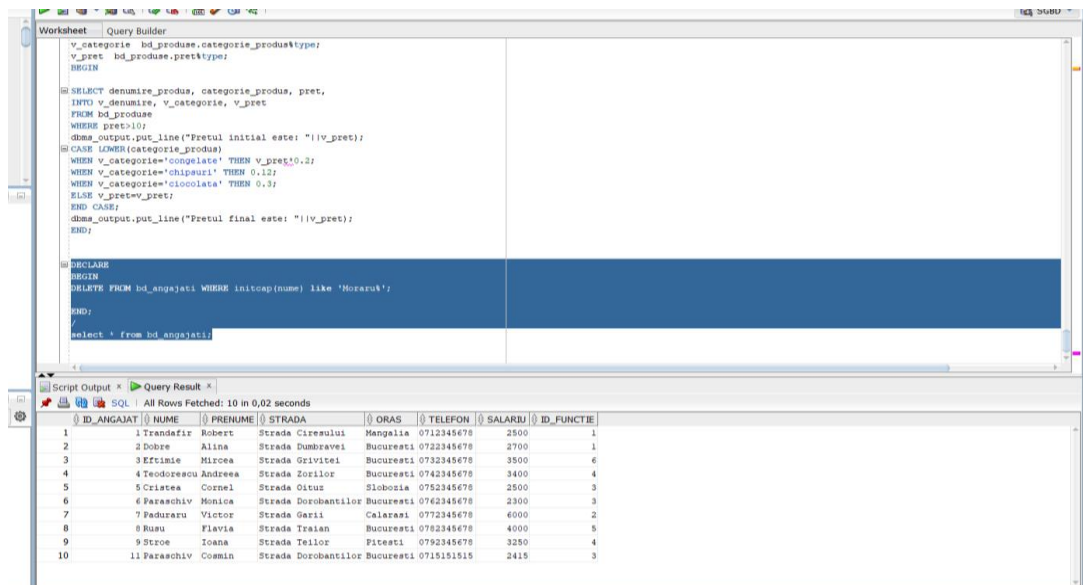 SGBD
Worksheet Query Builder
v_categorie bd_produse.categorie_produs%type;
v_pret bd_produse.pret%type;
BEGIN
SELECT denumire_produs, categorie_produs, pret,
INTO v_denumire, v_categorie, v_pret
FROM bd_produse
WHERE pret>10;
dbms_output.put_line("Pretul initial este: "||v_pret);
CASE LOWER(categorie_produs)
WHEN v_categorie='congelate' THEN v_pret*0.2;
WHEN v_categorie='chipsuri' THEN 0.12;
WHEN v_categorie='ciocolata' THEN 0.3;
ELSE v_pret=v_pret;
END CASE;
dbms_output.put_line("Pretul final este: "||v_pret);
END;
DECLARE
BEGIN
DELETE FROM bd_angajati WHERE initcap(nume) like 'Moraru%';
END;
/
select * from bd_angajati;
Script Output × Query Result ×
SQL | All Rows Fetched: 10 in 0,02 seconds
ID_ANGAJAT NUME PRENUME STRADA ORAS TELEFON SALARIU ID_FUNCTIE
1 1 Trandafir Robert Strada Ciresului Mangalia 0712345678 2500 1
2 2 Dobre Alina Strada Dumbravei Bucuresti 0722345678 2700 1
3 3 Eftimie Mircea Strada Grivitei Bucuresti 0732345678 3500 6
4 4 Teodorescu Andreea Strada Zorilor Bucuresti 0742345678 3400 4
5 5 Cristea Cornel Strada Oituz Slobozia 0752345678 2500 3
6 6 Paraschiv Monica Strada Dorobantilor Bucuresti 0762345678 2300 3
7 7 Paduraru Victor Strada Garii Calarasi 0772345678 6000 2
8 8 Rusu Flavia Strada Traian Bucuresti 0782345678 4000 5
9 9 Stroe Ioana Strada Teilor Pitesti 0792345678 3250 4
10 11 Paraschiv Cosmin Strada Dorobantilor Bucuresti 0715151515 2415 3